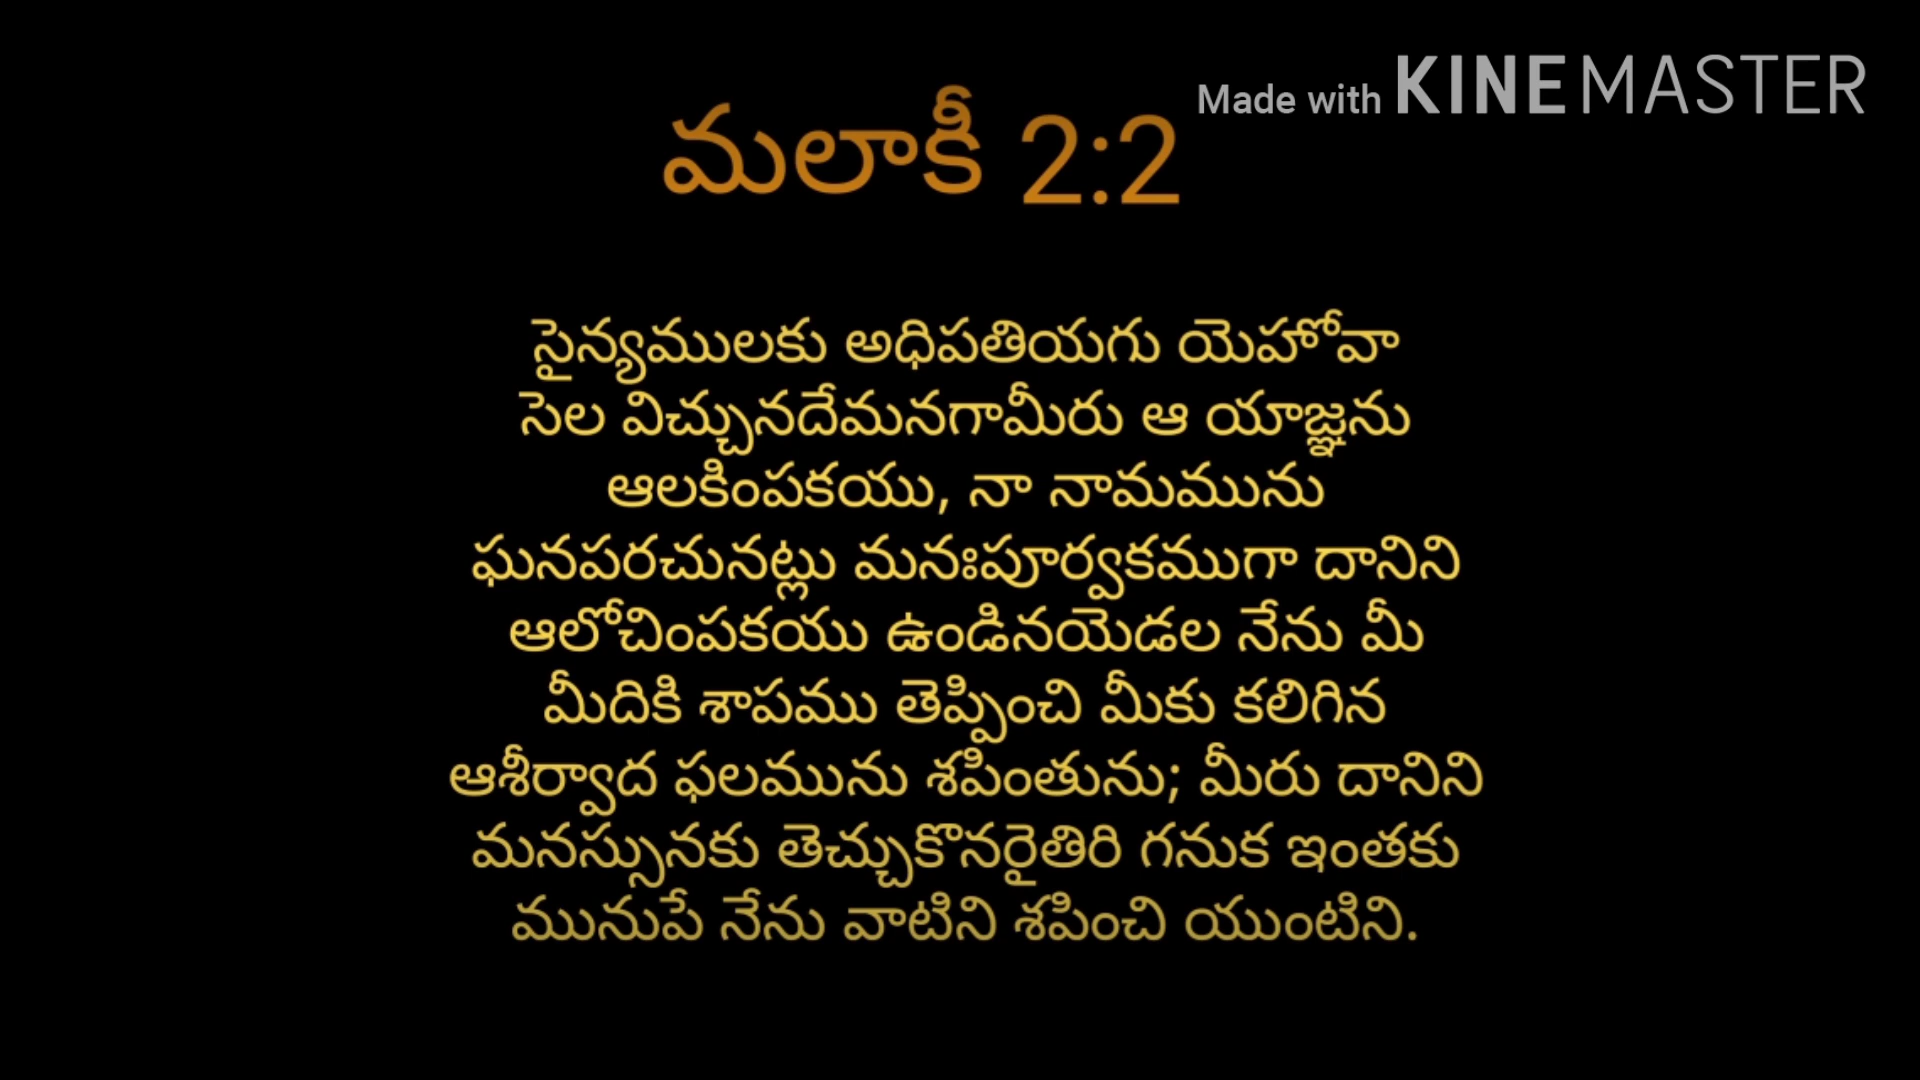 Made with KINEMASTER
మలాకీ 2:2
సైన్యములకు అధిపతియగు యెహోవా
సెల విచ్చునదేమనగామీరు ఆ యాజ్ఞను
ఆలకింపకయు, నా నామమును
ఘనపరచునట్లు మనఃపూర్వకముగా దానిని
ఆలోచింపకయు ఉండినయెడల నేను మీ
మీదికి శాపము తెప్పించి మీకు కలిగిన
ఆశీర్వాద ఫలమును శపింతును; మీరు దానిని
మనస్సునకు తెచ్చుకొనరైతిరి గనుక ఇంతకు
మునుపే నేను వాటిని శపించి యుంటిని.